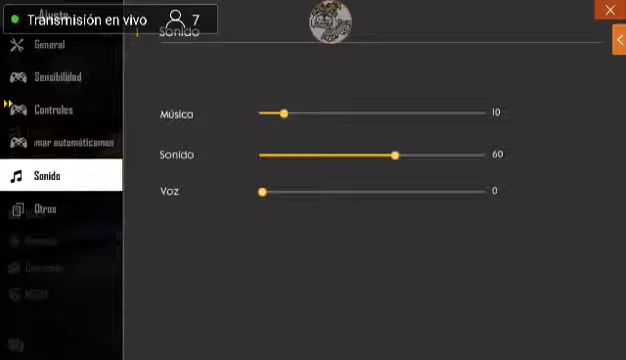 Ajuste
Transmisión en vivo 7
Sonido
General
Sensibilidad
Controles
mar automáticamen
Sonido
Otros
Música 10
Sonido 60
Voz 0